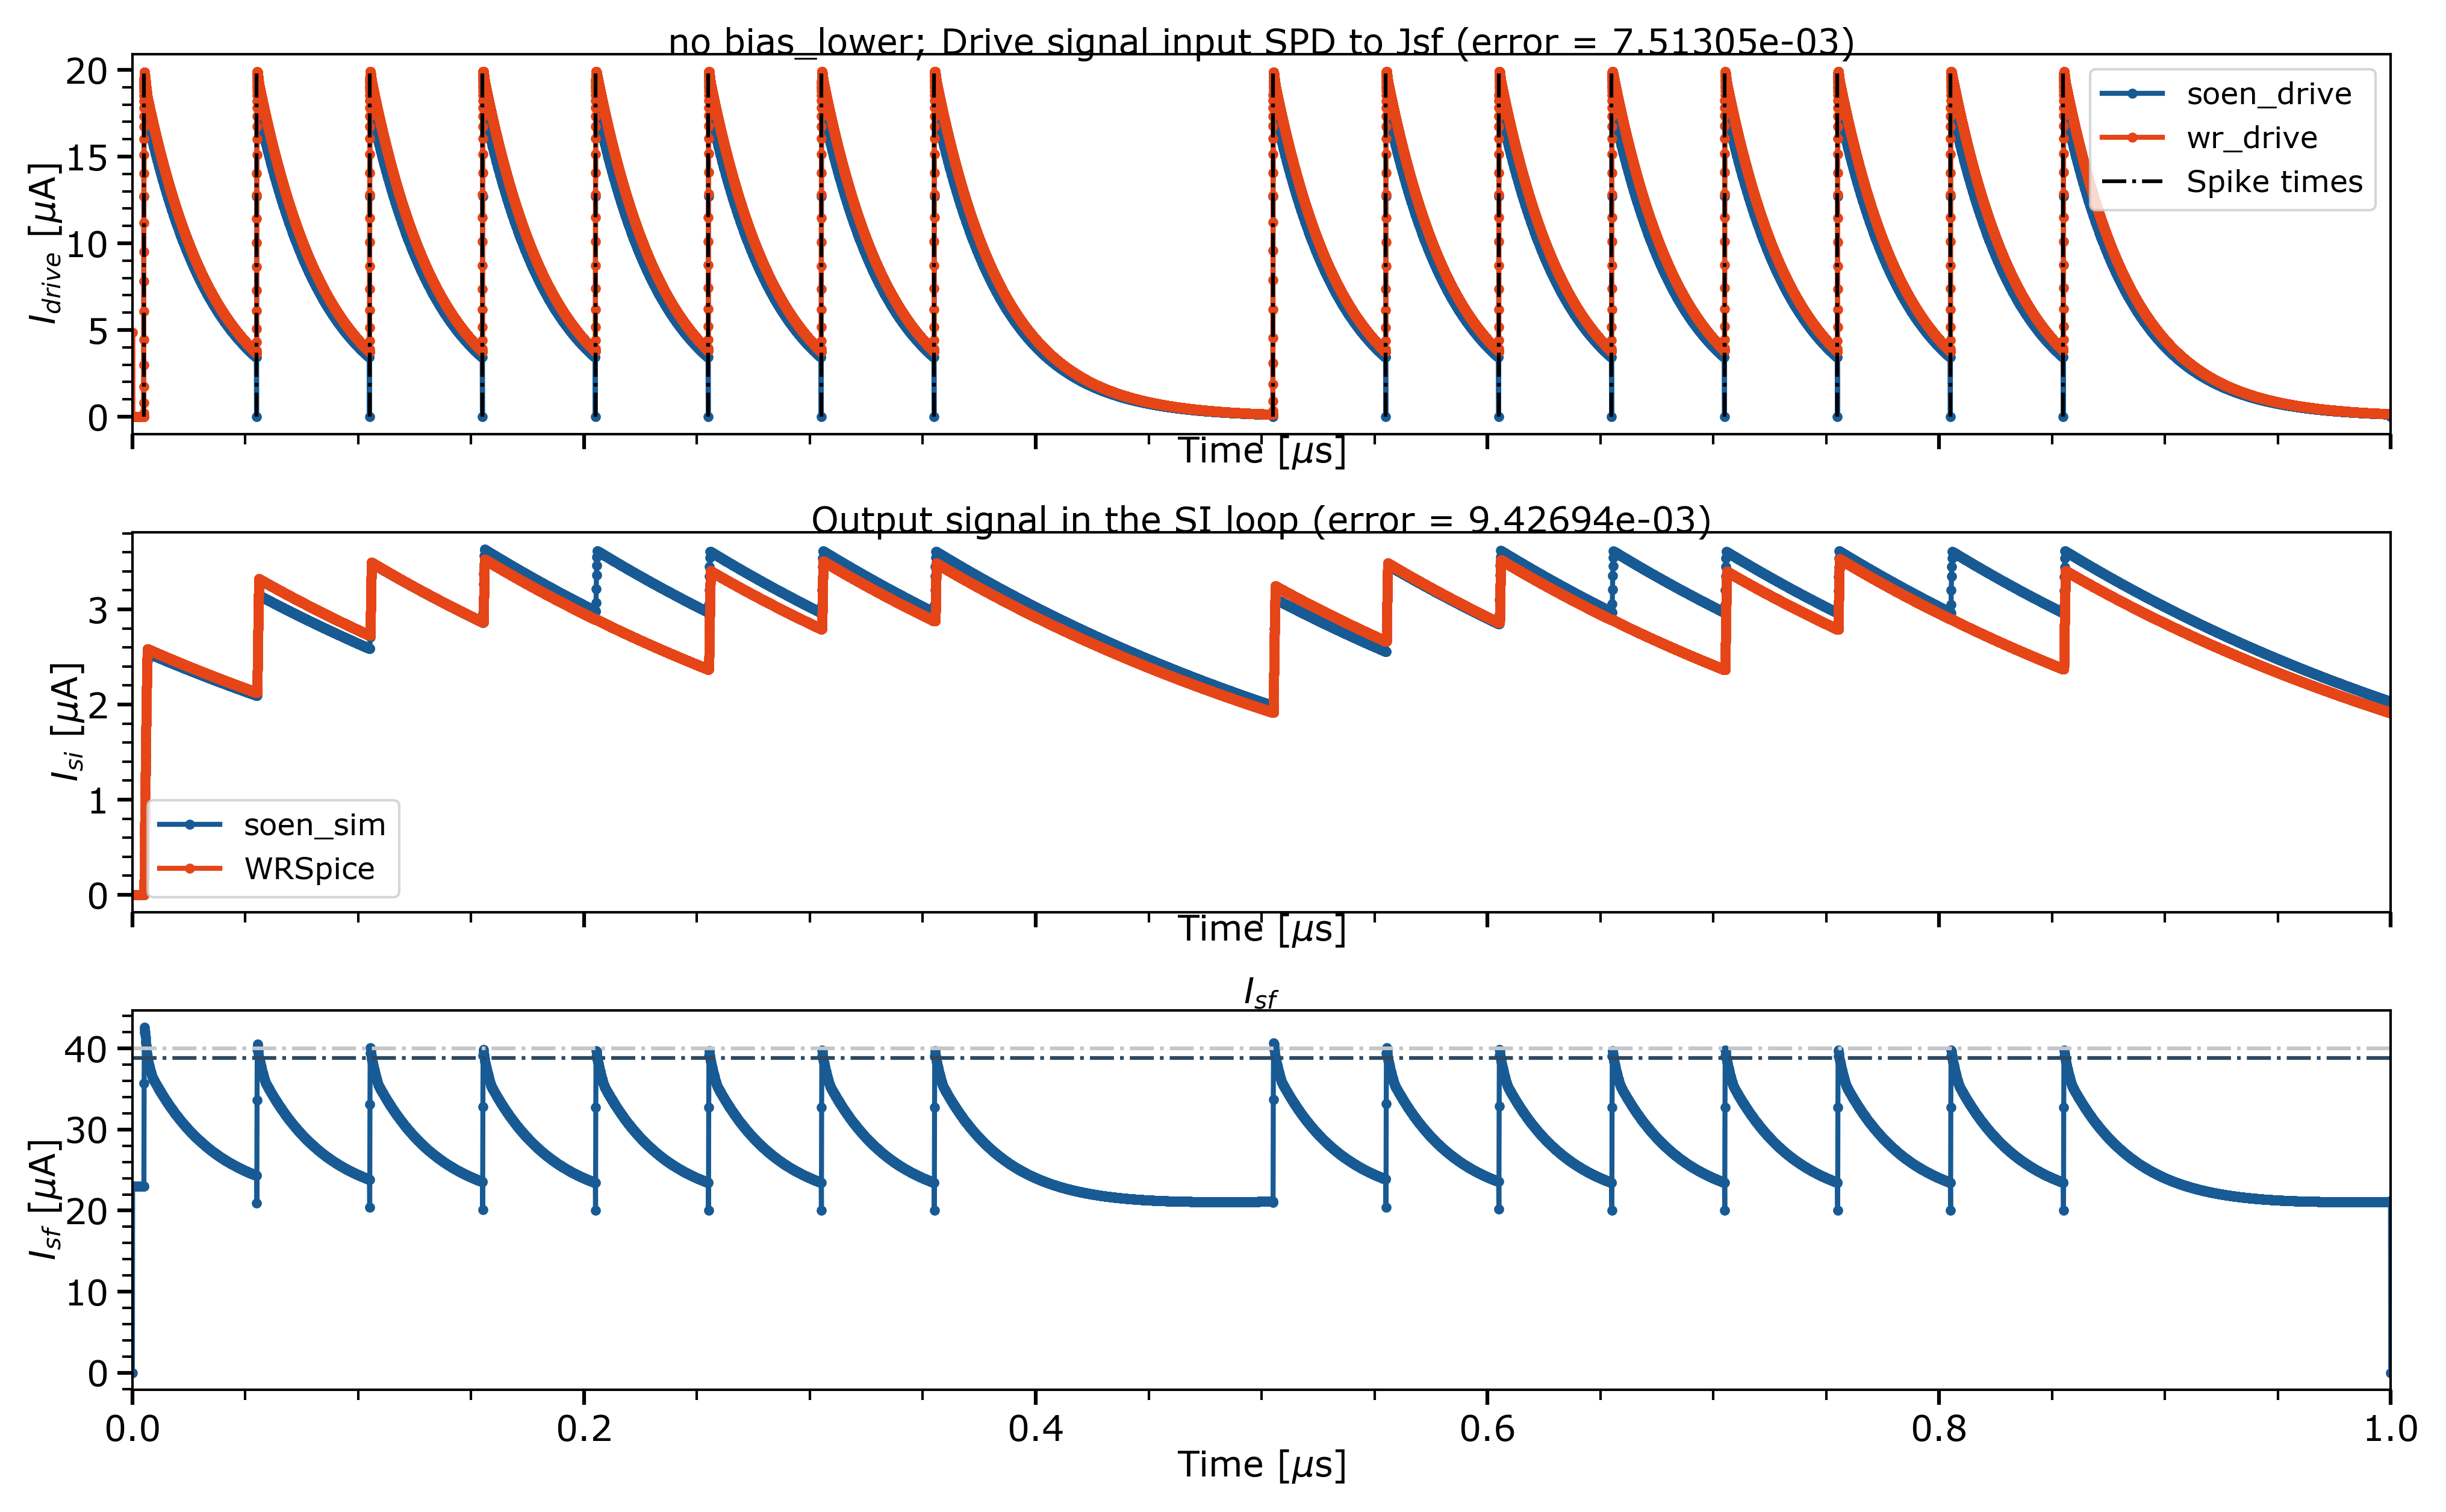 no bias_lower; Drive signal input SPD to Jsf (error = 7.51305e-03)
20
15
10
5
0
I_drive [μA]
soen_drive
wr_drive
Spike times
Time [μs]
Output signal in the SI loop (error = 9.42694e-03)
3
2
1
0
I_si [μA]
soen_sim
WRSpice
Time [μs]
I_sf
40
30
20
10
0
I_sf [μA]
0.0 0.2 0.4 0.6 0.8 1.0
Time [μs]